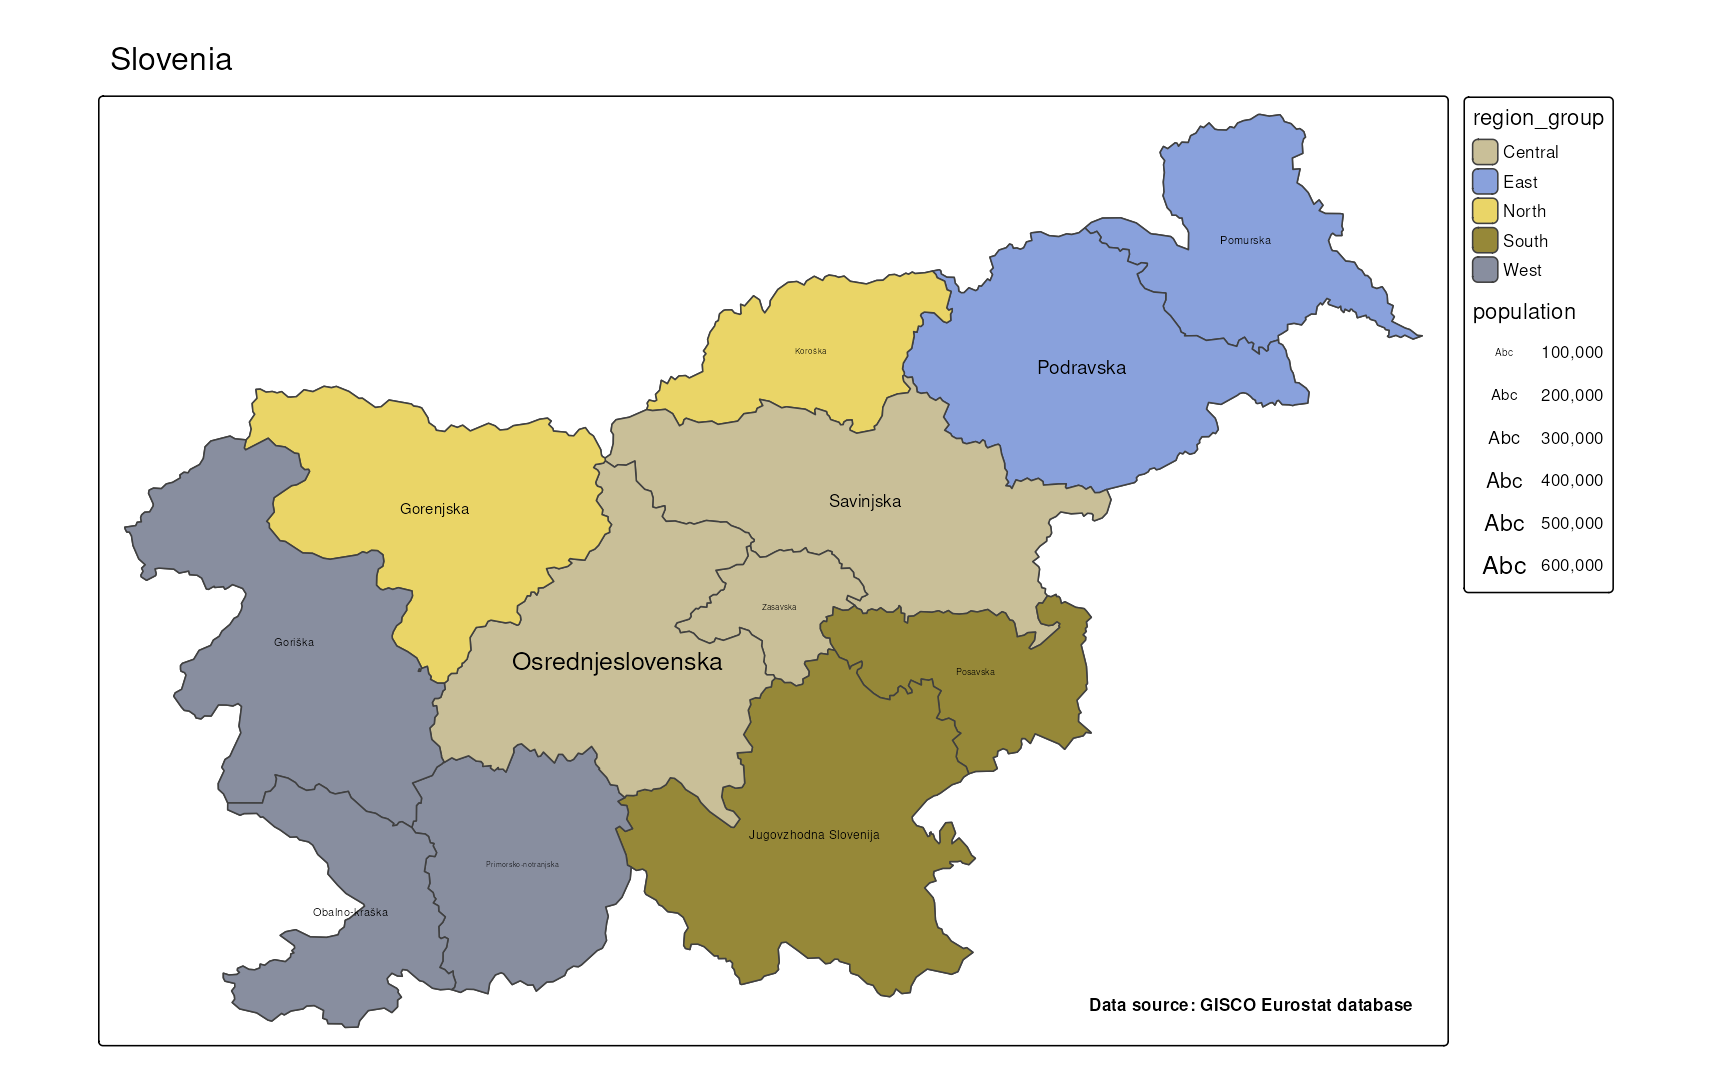 Slovenia
region_group
Central
East
North
South
West
population
Abc 100,000
Abc 200,000
Abc 300,000
Abc 400,000
Abc 500,000
Abc 600,000
Pomurska
Koroška
Podravska
Savinjska
Gorenjska
Zasavska
Goriška
Osrednjeslovenska
Posavska
Jugovzhodna Slovenija
Primorsko-notranjska
Obalno-kraška
Data source: GISCO Eurostat database